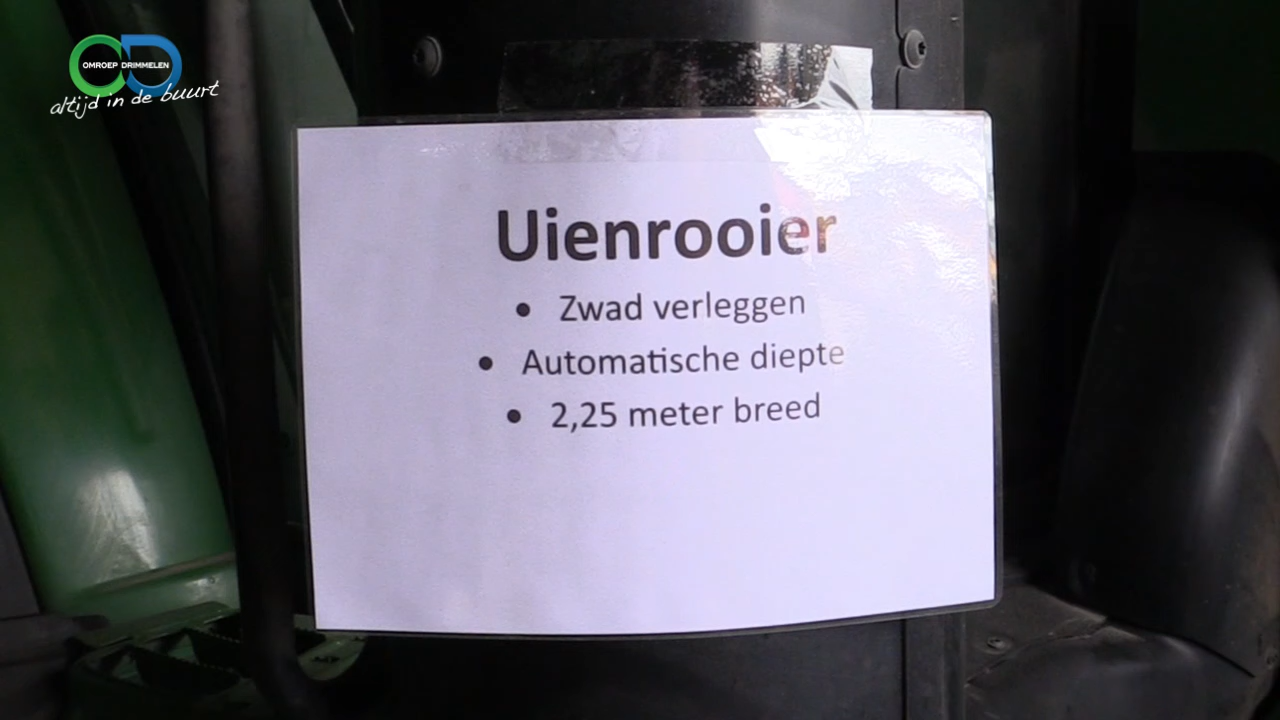 OMROEP DRIMMELEN
altijd in de buurt
Uienrooier
• Zwad verleggen
• Automatische diepte
• 2,25 meter breed